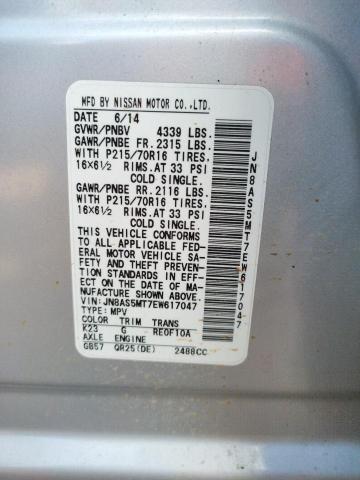 MFD BY NISSAN MOTOR CO.,LTD.
DATE 6/14
GVWR/PNBV 4339 LBS.
GAWR/PNBE FR. 2315 LBS
WITH P215/70R16 TIRES.
16X6½ RIMS.AT 33 PSI
COLD SINGLE.
GAWR/PNBE RR. 2116 LBS.
WITH P215/70R16 TIRES.
16X6½ RIMS.AT 33 PSI
COLD SINGLE.
THIS VEHICLE CONFORMS
TO ALL APPLICABLE FED-
ERAL MOTOR VEHICLE SA-
FETY AND THEFT PREVEN-
TION STANDARDS IN EFF-
ECT ON THE DATE OF MA-
NUFACTURE SHOWN ABOVE.
VIN:JN8AS5MT7EW617047
TYPE:MPV
COLOR TRIM TRANS
K23 G RE0F10A
AXLE ENGINE
GB57 QR25(DE) 2488CC
JN8AS5MT7EW617047